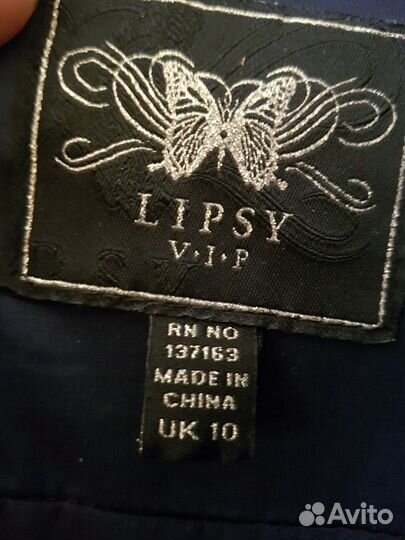 LIPSY
V·I·P
RN NO
137163
MADE IN
CHINA
UK 10
Avito